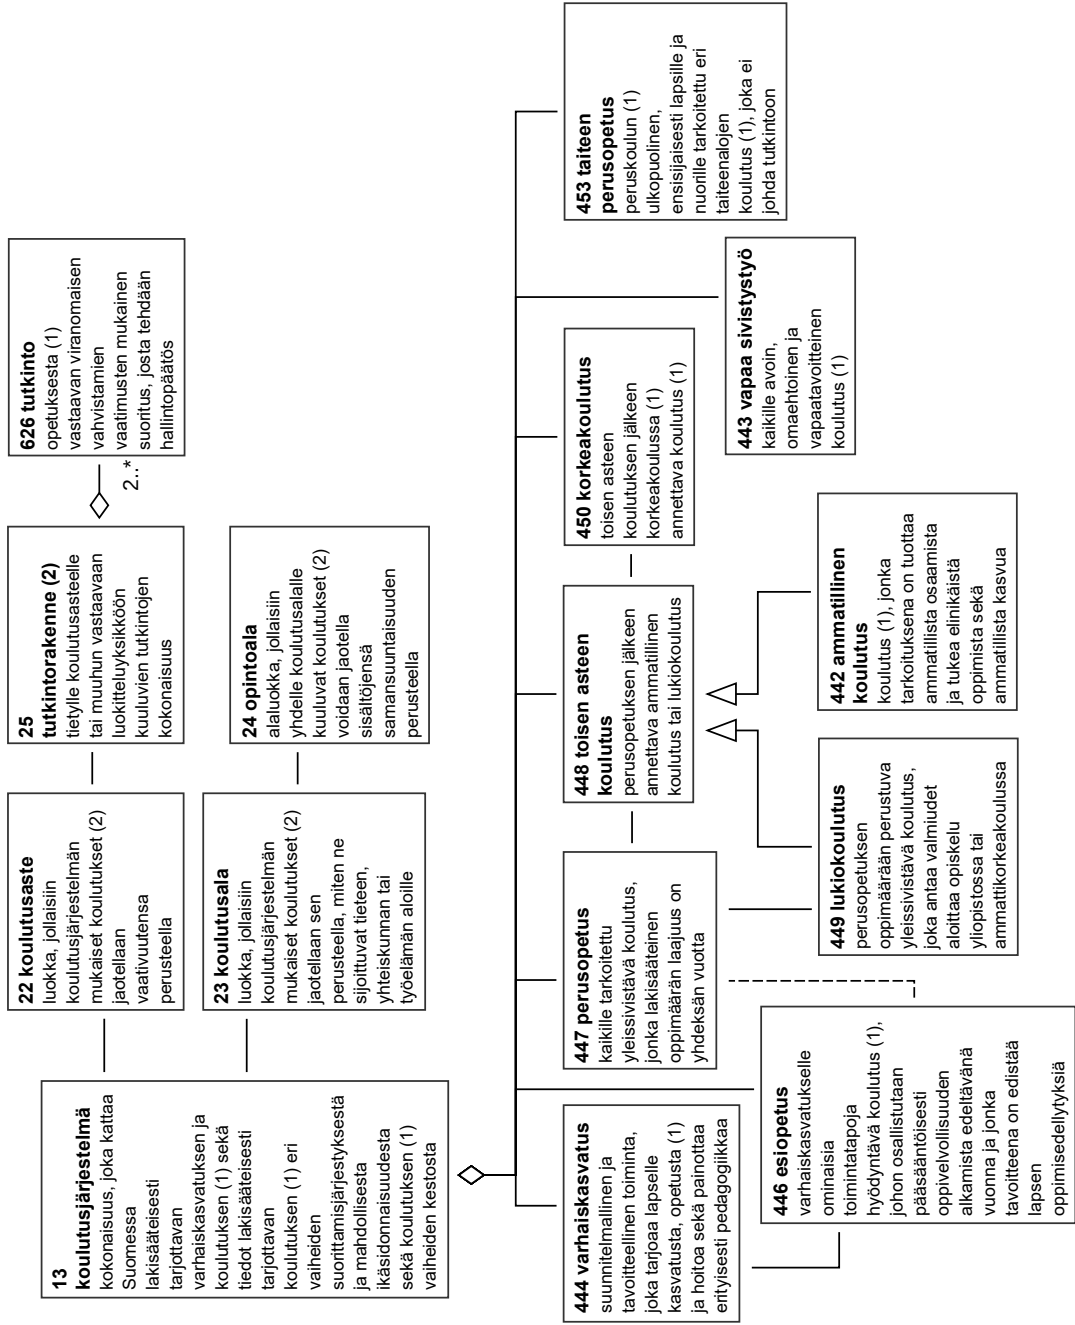 13
koulutusjärjestelmä
kokonaisuus, joka kattaa
Suomessa
lakisääteisesti
tarjottavan
varhaiskasvatuksen ja
koulutuksen (1) sekä
tiedot lakisääteisesti
tarjottavan
koulutuksen (1) eri
vaiheiden
suorittamisjärjestyksestä
ja mahdollisesta
ikäsidonnaisuudesta
sekä koulutuksen (1)
vaiheiden kestosta
22 koulutusaste
luokka, jollaisiin
koulutusjärjestelmän
mukaiset koulutukset (2)
jaotellaan
vaativuutensa
perusteella
25
tutkintorakenne (2)
tietylle koulutusasteelle
tai muuhun vastaavaan
luokitteluyksikköön
kuuluvien tutkintojen
kokonaisuus
2..*
626 tutkinto
opetuksesta (1)
vastaavan viranomaisen
vahvistamien
vaatimusten mukainen
suoritus, josta tehdään
hallintopäätös
23 koulutusala
luokka, jollaisiin
koulutusjärjestelmän
mukaiset koulutukset (2)
jaotellaan sen
perusteella, miten ne
sijoittuvat tieteen,
yhteiskunnan tai
työelämän aloille
24 opintoala
alaluokka, jollaisiin
yhdelle koulutusalalle
kuuluvat koulutukset (2)
voidaan jaotella
sisältöjensä
samansuuntaisuuden
perusteella
444 varhaiskasvatus
suunnitelmallinen ja
tavoitteellinen toiminta,
joka tarjoaa lapselle
kasvatusta, opetusta (1)
ja hoitoa sekä painottaa
erityisesti pedagogiikkaa
447 perusopetus
kaikille tarkoitettu
yleissivistävä koulutus,
jonka lakisääteinen
oppimäärän laajuus on
yhdeksän vuotta
448 toisen asteen
koulutus
perusopetuksen jälkeen
annettava ammatillinen
koulutus tai lukiokoulutus
450 korkeakoulutus
toisen asteen
koulutuksen jälkeen
korkeakoulussa (1)
annettava koulutus (1)
453 taiteen
perusopetus
peruskoulun (1)
ulkopuolinen,
ensisijaisesti lapsille ja
nuorille tarkoitettu eri
taiteenalojen
koulutus (1), joka ei
johda tutkintoon
446 esiopetus
varhaiskasvatukselle
ominaisia
toimintatapoja
hyödyntävä koulutus (1),
johon osallistutaan
pääsääntöisesti
oppivelvollisuuden
alkamista edeltävänä
vuonna ja jonka
tavoitteena on edistää
lapsen
oppimisedellytyksiä
449 lukiokoulutus
perusopetuksen
oppimäärään perustuva
yleissivistävä koulutus,
joka antaa valmiudet
aloittaa opiskelu
yliopistossa tai
ammattikorkeakoulussa
442 ammatillinen
koulutus
koulutus (1), jonka
tarkoituksena on tuottaa
ammatillista osaamista
ja tukea elinikäistä
oppimista sekä
ammatillista kasvua
443 vapaa sivistystyö
kaikille avoin,
omaehtoinen ja
vapaatavoitteinen
koulutus (1)